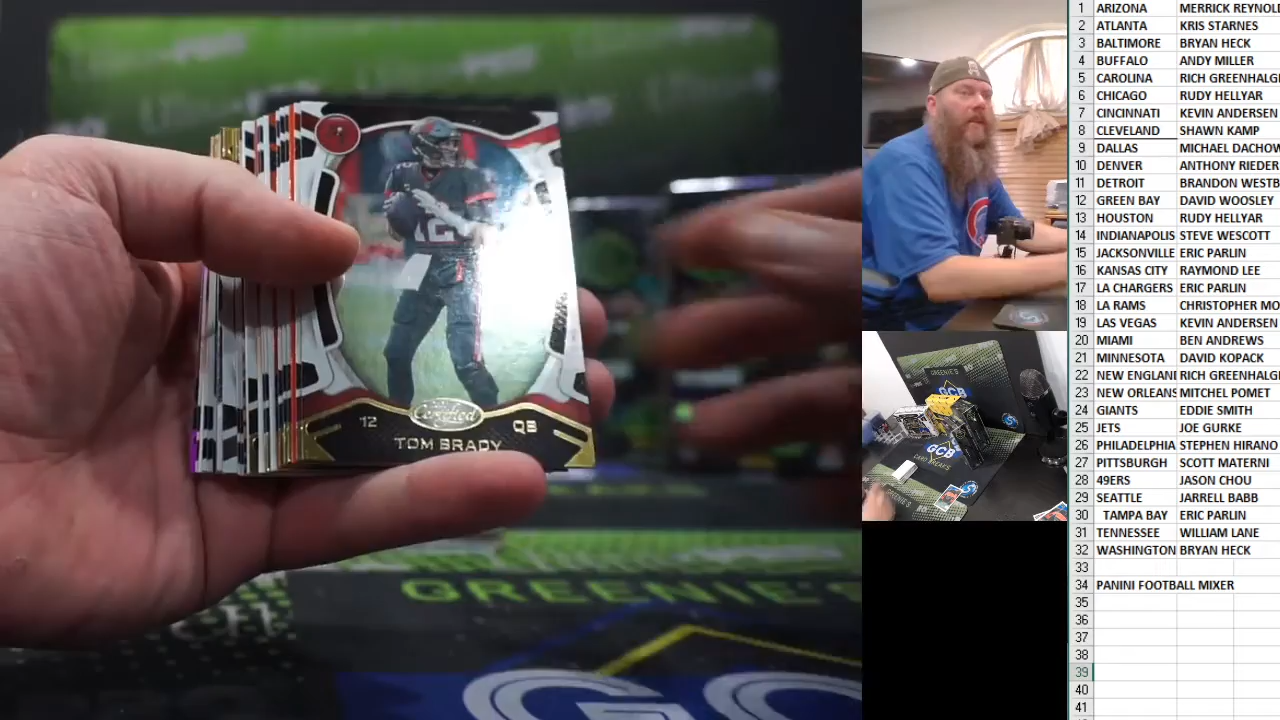 12
Certified
QB
TOM BRADY
GREENIE'S
GCB
GREENIE'S
GCB
CARD BREAKS
1 ARIZONA MERRICK REYNOL
2 ATLANTA KRIS STARNES
3 BALTIMORE BRYAN HECK
4 BUFFALO ANDY MILLER
5 CAROLINA RICH GREENHALG
6 CHICAGO RUDY HELLYAR
7 CINCINNATI KEVIN ANDERSEN
8 CLEVELAND SHAWN KAMP
9 DALLAS MICHAEL DACHOW
10 DENVER ANTHONY RIEDER
11 DETROIT BRANDON WESTB
12 GREEN BAY DAVID WOOSLEY
13 HOUSTON RUDY HELLYAR
14 INDIANAPOLIS STEVE WESCOTT
15 JACKSONVILLE ERIC PARLIN
16 KANSAS CITY RAYMOND LEE
17 LA CHARGERS ERIC PARLIN
18 LA RAMS CHRISTOPHER MO
19 LAS VEGAS KEVIN ANDERSEN
20 MIAMI BEN ANDREWS
21 MINNESOTA DAVID KOPACK
22 NEW ENGLANI RICH GREENHALG
23 NEW ORLEANS MITCHEL POMET
24 GIANTS EDDIE SMITH
25 JETS JOE GURKE
26 PHILADELPHIA STEPHEN HIRANO
27 PITTSBURGH SCOTT MATERNI
28 49ERS JASON CHOU
29 SEATTLE JARRELL BABB
30 TAMPA BAY ERIC PARLIN
31 TENNESSEE WILLIAM LANE
32 WASHINGTON BRYAN HECK
33
34 PANINI FOOTBALL MIXER
35
36
37
38
39
40
41